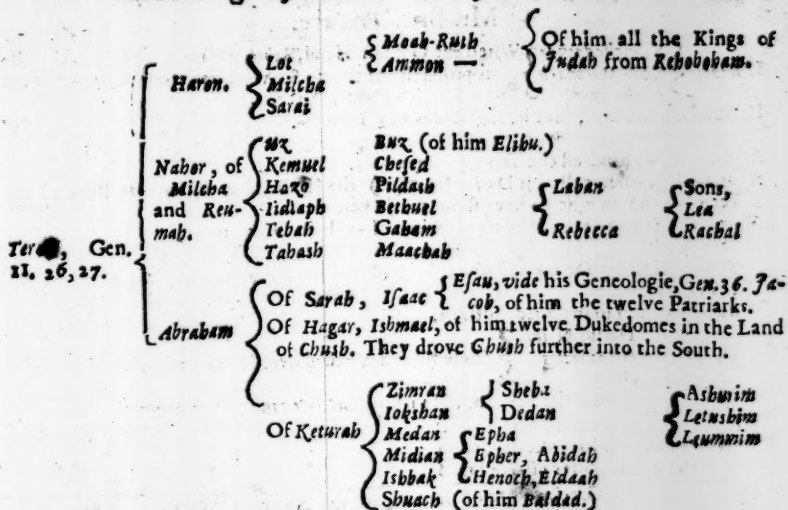 Haron.
Lot
Milcha
Sarai
Moab-Ruth
Ammon —
Of him all the Kings of
Judah from Rehoboham.
Nahor, of
Milcha
and Reu-
mah.
Uz
Kemuel
Hazo
Iidlaph
Tebah
Tahash
Buz (of him Elihu.)
Chesed
Pildash
Bethuel
Gaham
Maachah
Laban
Rebecca
Sons,
Lea
Rachal
Gen.
11. 26, 27.
Abraham
Of Sarah, Isaac
Esau, vide his Geneologie, Gen. 36. Ja-
cob, of him the twelve Patriarks.
Of Hagar, Ishmael, of him twelve Dukedomes in the Land
of Chush. They drove Chush further into the South.
Of Keturah
Zimran
Iokshan
Medan
Midian
Ishbak
Shuach (of him Baldad.)
Sheba
Dedan
Epha
Epher, Abidah
Henoch, Eldaah
Ashurim
Letushim
Leummim